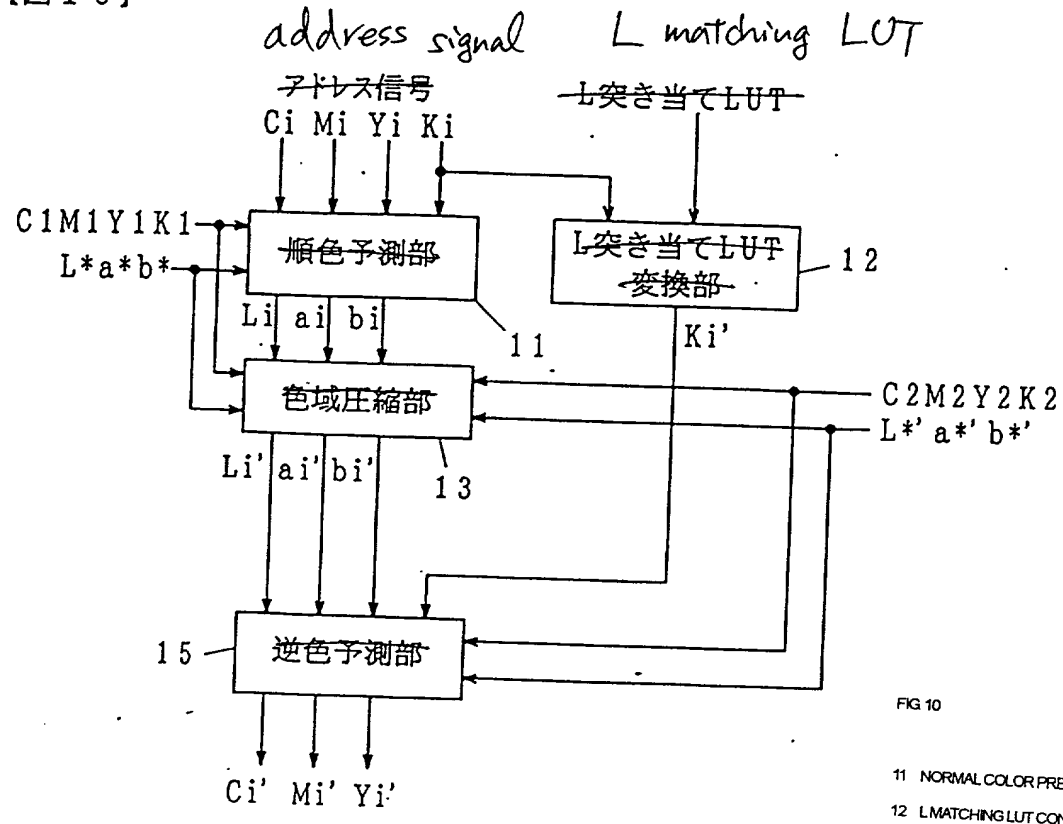 address signal L matching LUT
アドレス信号 L突き当てLUT
Ci Mi Yi Ki
C1M1Y1K1
順色予測部
L突き当てLUT
変換部
12
L*a*b*
Li ai bi
11
Ki'
色域圧縮部
C2M2Y2K2
L*'a*'b*'
Li' ai' bi'
13
15
逆色予測部
FIG 10
Ci' Mi' Yi'
11 NORMAL COLOR PRE
12 L MATCHING LUT CON